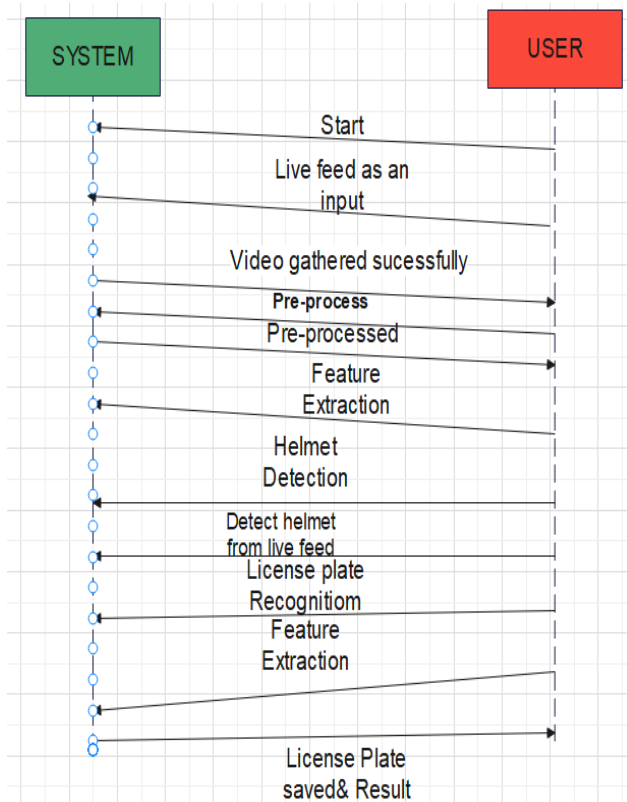 SYSTEM
USER
Start
Live feed as an
input
Video gathered sucessfully
Pre-process
Pre-processed
Feature
Extraction
Helmet
Detection
Detect helmet
from live feed
License plate
Recognitiom
Feature
Extraction
License Plate
saved& Result